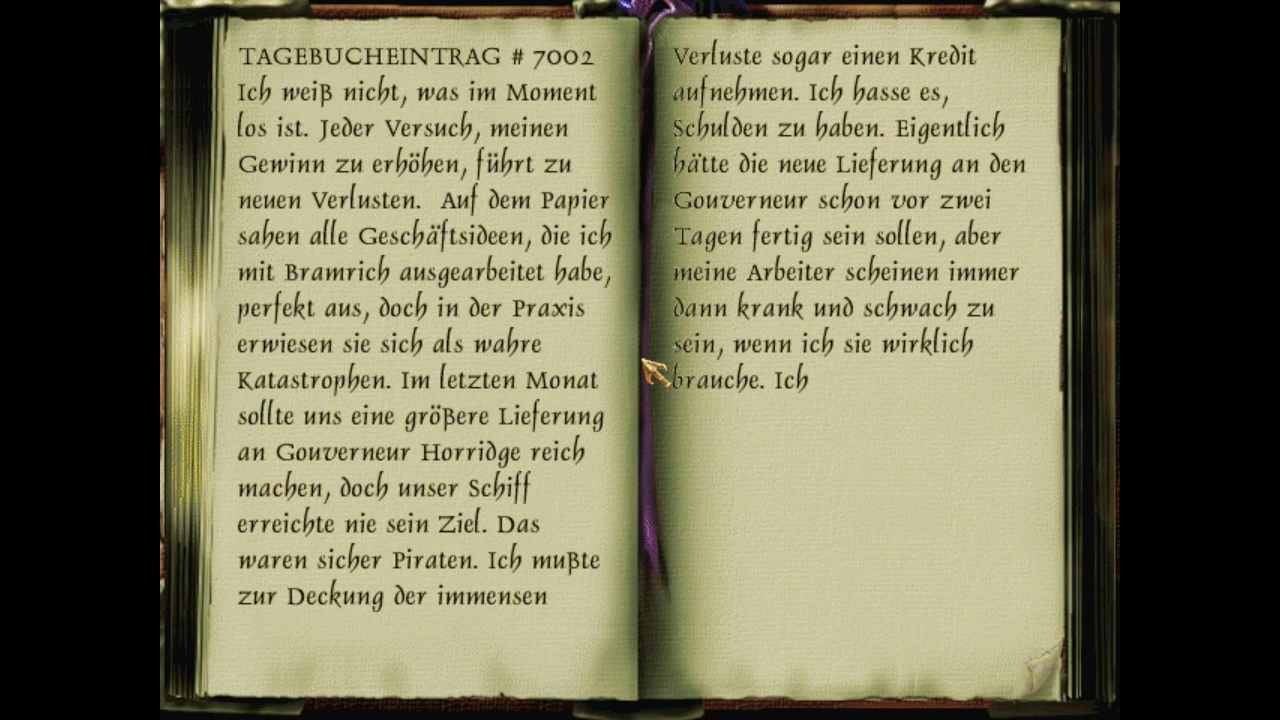 TAGEBUCHEINTRAG # 7002
Ich weiß nicht, was im Moment
los ist. Jeder Versuch, meinen
Gewinn zu erhöhen, führt zu
neuen Verlusten.  Auf dem Papier
sahen alle Geschäftsideen, die ich
mit Bramrich ausgearbeitet habe,
perfekt aus, doch in der Praxis
erwiesen sie sich als wahre
Katastrophen. Im letzten Monat
sollte uns eine größere Lieferung
an Gouverneur Horridge reich
machen, doch unser Schiff
erreichte nie sein Ziel. Das
waren sicher Piraten. Ich mußte
zur Deckung der immensen
Verluste sogar einen Kredit
aufnehmen. Ich hasse es,
Schulden zu haben. Eigentlich
hätte die neue Lieferung an den
Gouverneur schon vor zwei
Tagen fertig sein sollen, aber
meine Arbeiter scheinen immer
dann krank und schwach zu
sein, wenn ich sie wirklich
brauche. Ich